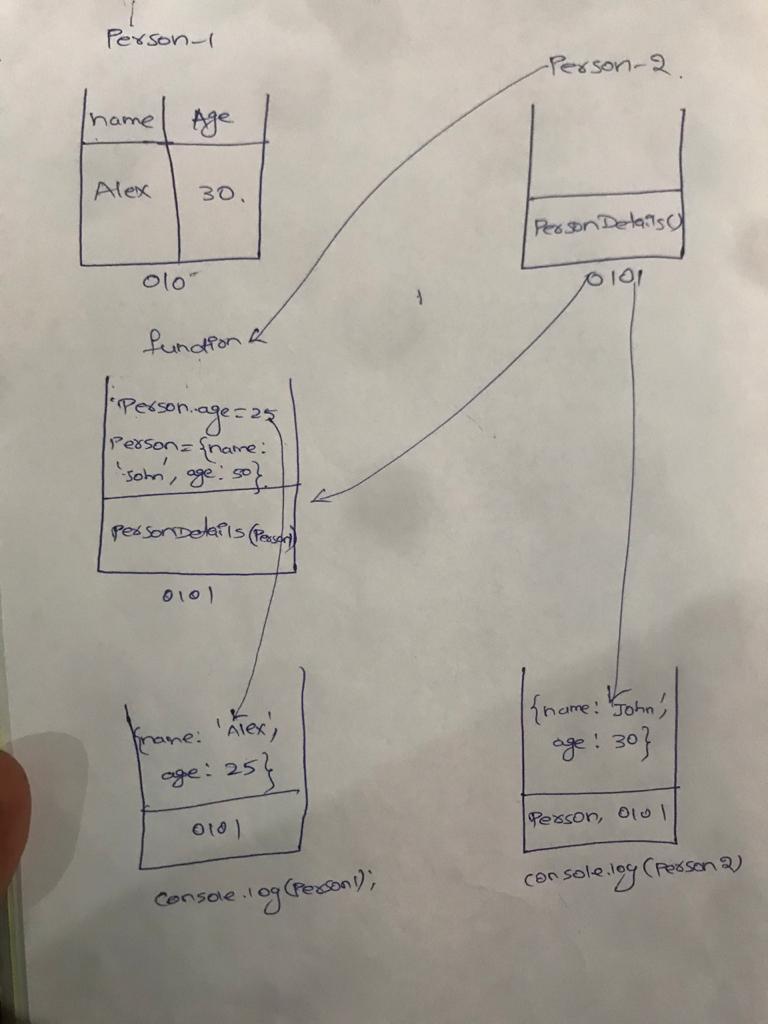 Person-1
Person-2.
name Age
Alex 30.
PersonDetails()
010
0101
function
Person.age=25
Person={name:
'John', age: 50}
PersonDetails(Person)
0101
{name: 'Alex',
age: 25}
0101
console.log(Person1);
{name: 'John',
age: 30}
Person, 0101
console.log(Person2)